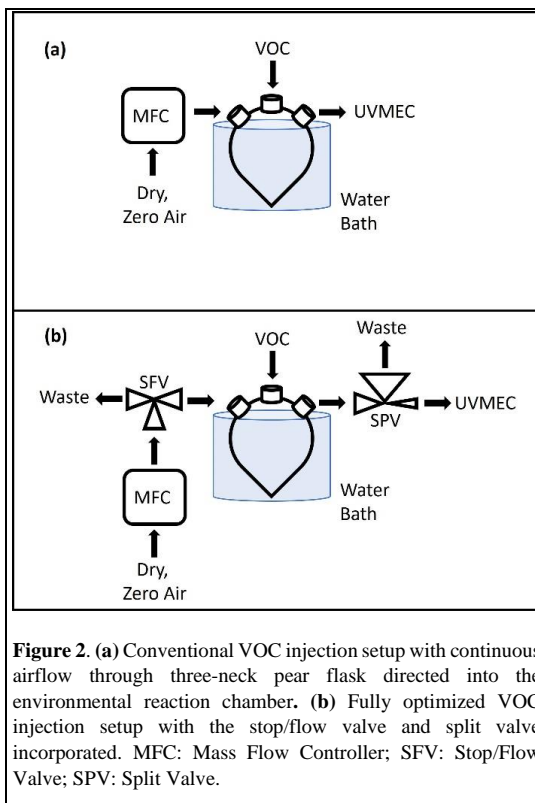 (a)
VOC
MFC
UVMEC
Dry,
Zero Air
Water
Bath
(b)
Waste
VOC
SFV
Waste
UVMEC
SPV
MFC
Water
Bath
Dry,
Zero Air
Figure 2. (a) Conventional VOC injection setup with continuous
airflow through three-neck pear flask directed into the
environmental reaction chamber. (b) Fully optimized VOC
injection setup with the stop/flow valve and split valve
incorporated. MFC: Mass Flow Controller; SFV: Stop/Flow
Valve; SPV: Split Valve.